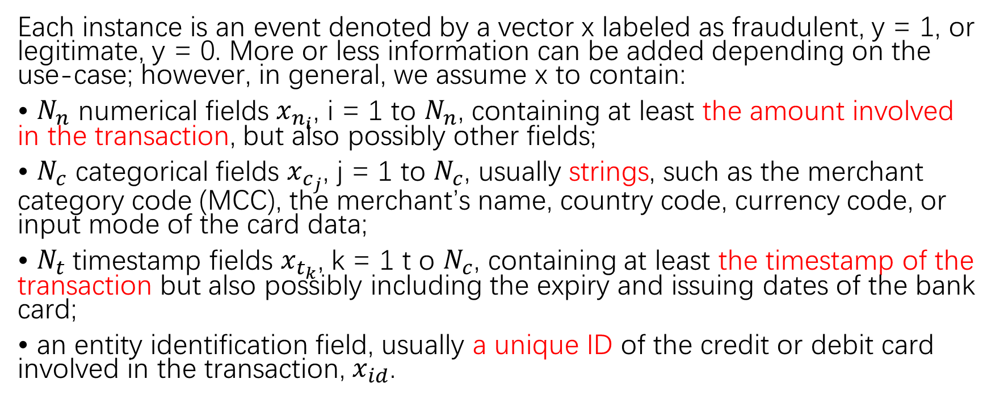 Each instance is an event denoted by a vector x labeled as fraudulent, y = 1, or
legitimate, y = 0. More or less information can be added depending on the
use-case; however, in general, we assume x to contain:
• $N_n$ numerical fields $x_{n_i}$, i = 1 to $N_n$, containing at least the amount involved
in the transaction, but also possibly other fields;
• $N_c$ categorical fields $x_{c_j}$, j = 1 to $N_c$, usually strings, such as the merchant
category code (MCC), the merchant’s name, country code, currency code, or
input mode of the card data;
• $N_t$ timestamp fields $x_{t_k}$, k = 1 t o $N_c$, containing at least the timestamp of the
transaction but also possibly including the expiry and issuing dates of the bank
card;
• an entity identification field, usually a unique ID of the credit or debit card
involved in the transaction, $x_{id}$.